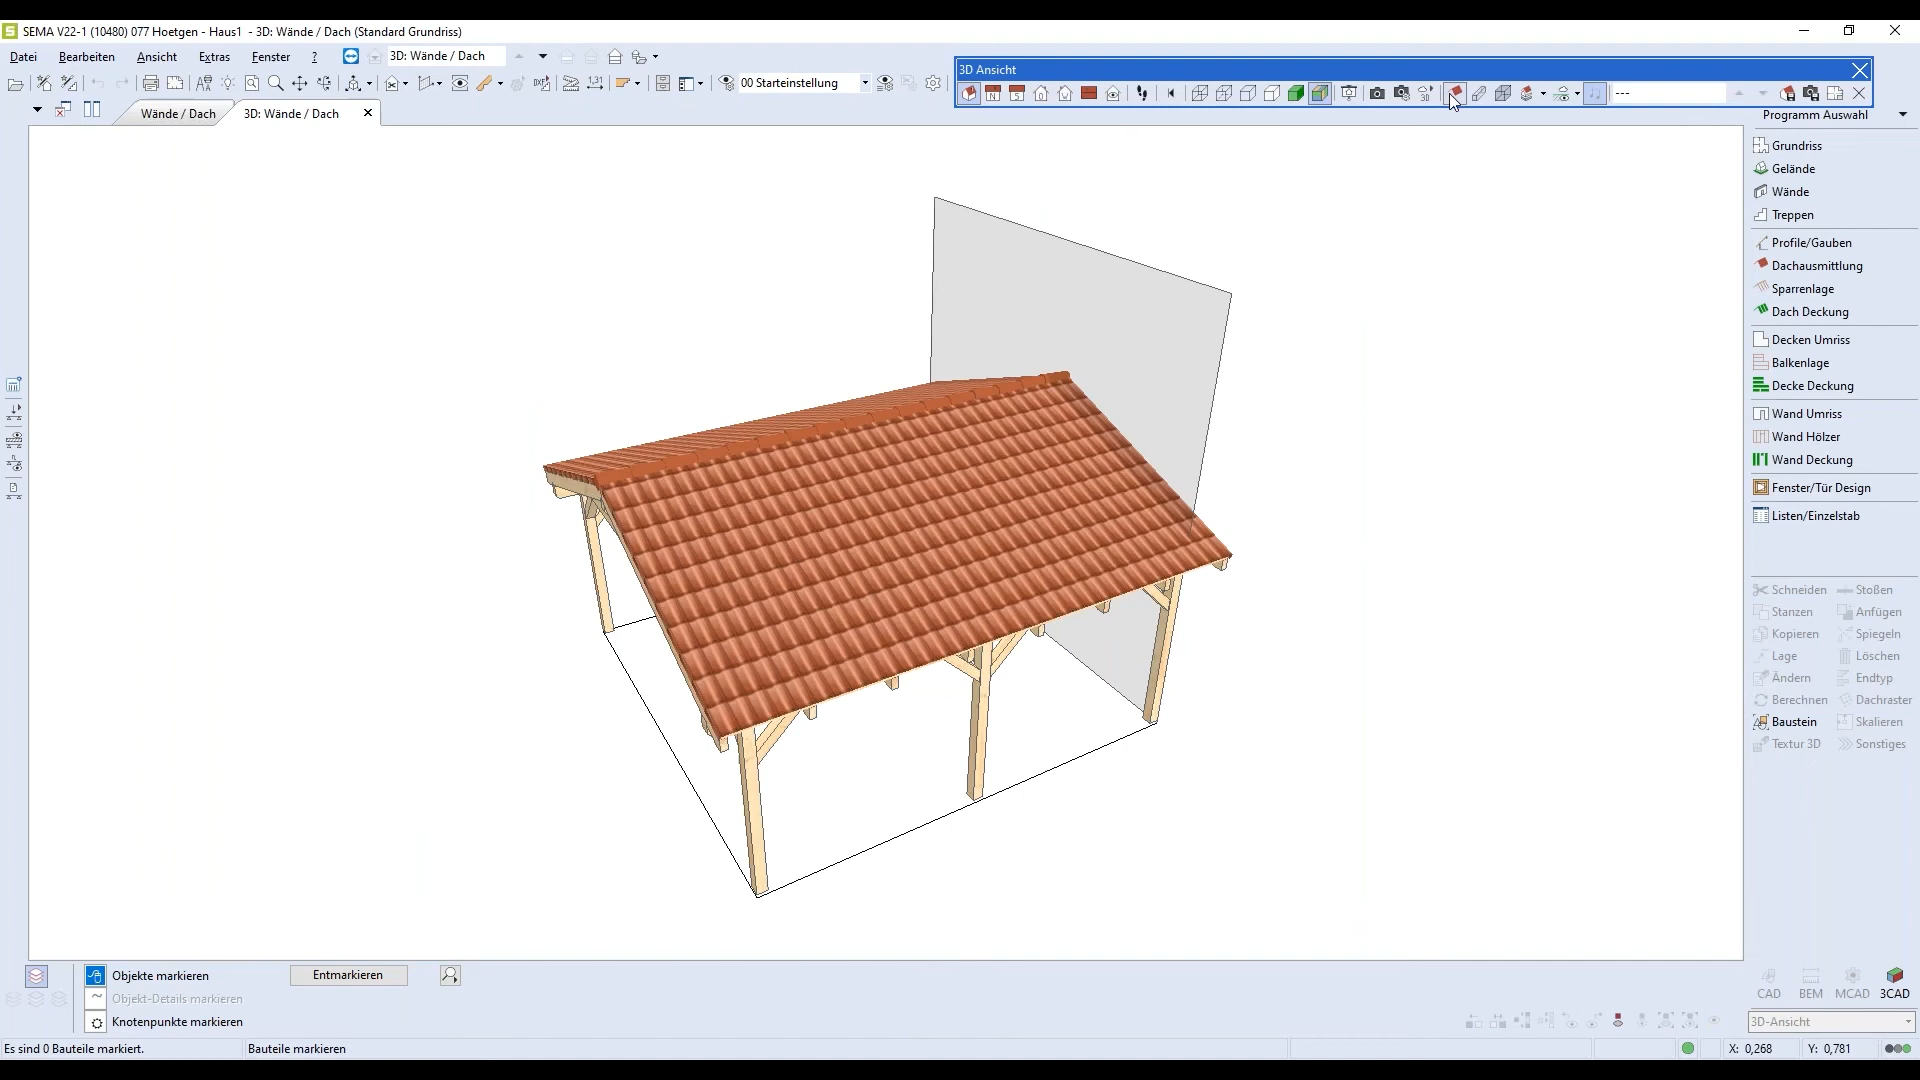 SEMA V22-1 (10480) 077 Hoetgen - Haus1 - 3D: Wände / Dach (Standard Grundriss)
Datei Bearbeiten Ansicht Extras Fenster ? 3D: Wände / Dach
3D Ansicht
00 Starteinstellung
---
Wände / Dach
3D: Wände / Dach
Programm Auswahl
Grundriss
Gelände
Wände
Treppen
Profile/Gauben
Dachausmittlung
Sparrenlage
Dach Deckung
Decken Umriss
Balkenlage
Decke Deckung
Wand Umriss
Wand Hölzer
Wand Deckung
Fenster/Tür Design
Listen/Einzelstab
Schneiden Stoßen
Stanzen Anfügen
Kopieren Spiegeln
Lage Löschen
Ändern Endtyp
Berechnen Dachraster
Baustein Skalieren
Textur 3D Sonstiges
Objekte markieren Entmarkieren
Objekt-Details markieren
Knotenpunkte markieren
CAD BEM MCAD 3CAD
3D-Ansicht
Es sind 0 Bauteile markiert. Bauteile markieren X: 0,268 Y: 0,781